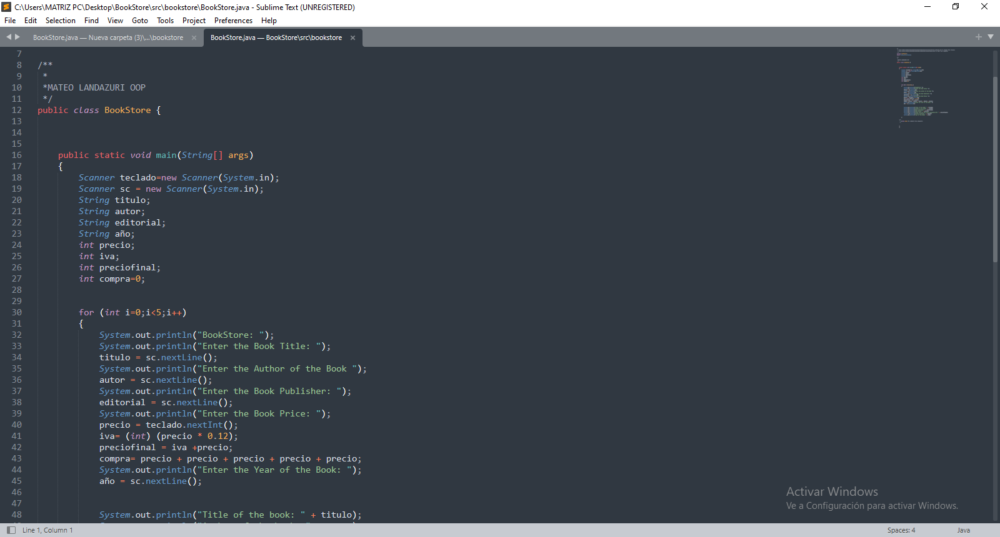 C:\Users\MATRIZ PC\Desktop\BookStore\src\bookstore\BookStore.java - Sublime Text (UNREGISTERED)
File Edit Selection Find View Goto Tools Project Preferences Help
BookStore.java — Nueva carpeta (3)\...\bookstore × BookStore.java — BookStore\src\bookstore ×
7
8 /**
9 *
10 *MATEO LANDAZURI OOP
11 */
12 public class BookStore {
13
14
15
16 public static void main(String[] args)
17 {
18 Scanner teclado=new Scanner(System.in);
19 Scanner sc = new Scanner(System.in);
20 String titulo;
21 String autor;
22 String editorial;
23 String año;
24 int precio;
25 int iva;
26 int preciofinal;
27 int compra=0;
28
29
30 for (int i=0;i<5;i++)
31 {
32 System.out.println("BookStore: ");
33 System.out.println("Enter the Book Title: ");
34 titulo = sc.nextLine();
35 System.out.println("Enter the Author of the Book ");
36 autor = sc.nextLine();
37 System.out.println("Enter the Book Publisher: ");
38 editorial = sc.nextLine();
39 System.out.println("Enter the Book Price: ");
40 precio = teclado.nextInt();
41 iva= (int) (precio * 0.12);
42 preciofinal = iva +precio;
43 compra= precio + precio + precio + precio + precio;
44 System.out.println("Enter the Year of the Book: ");
45 año = sc.nextLine();
46
47
48 System.out.println("Title of the book: " + titulo);
Activar Windows
Ve a Configuración para activar Windows.
Line 1, Column 1 Spaces: 4 Java